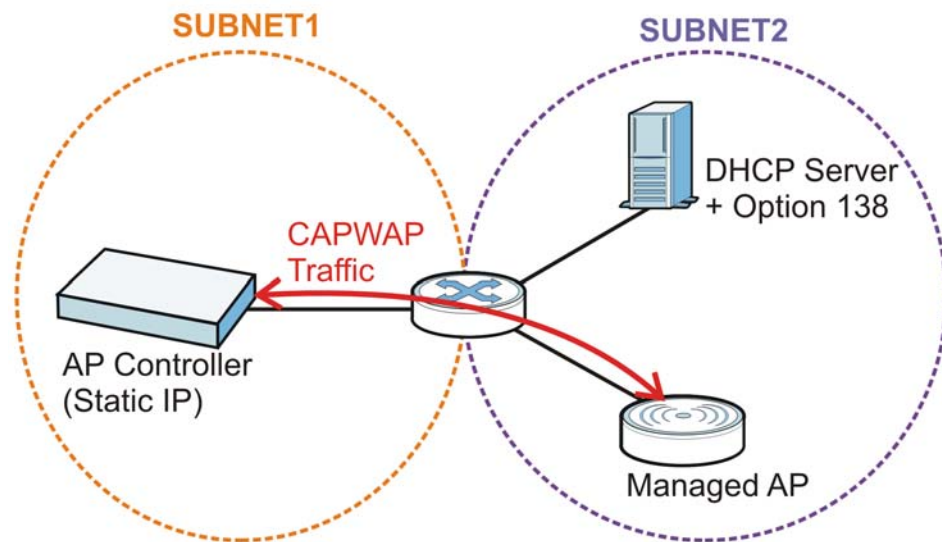 SUBNET1
SUBNET2
DHCP Server
+ Option 138
CAPWAP
Traffic
AP Controller
(Static IP)
Managed AP